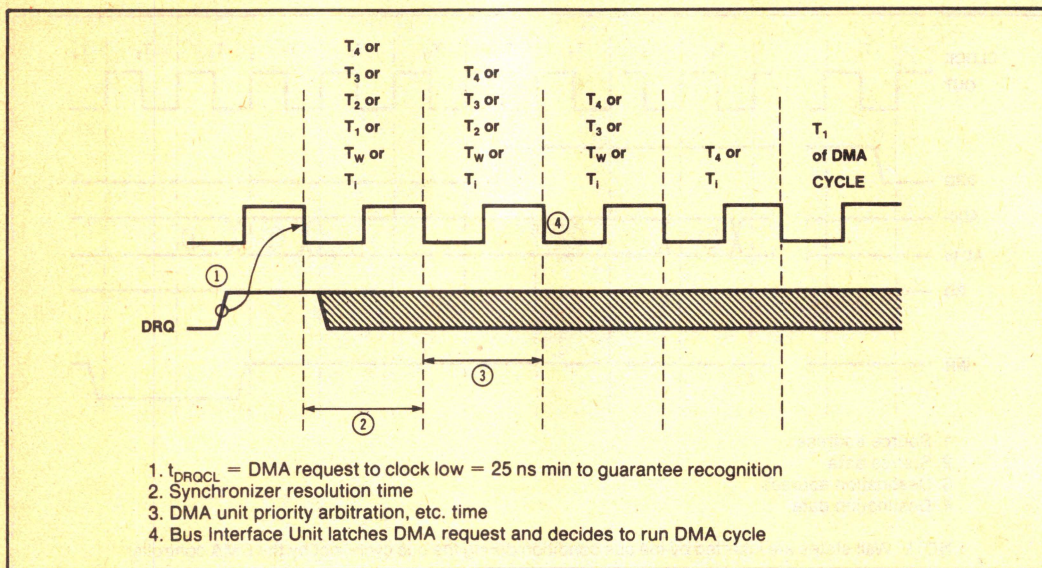 T4 or
T3 or
T2 or
T1 or
TW or
Ti
T4 or
T3 or
T2 or
TW or
Ti
T4 or
T3 or
TW or
Ti
T4 or
Ti
T1
of DMA
CYCLE
4
1
DRQ
3
2
1. tDRQCL = DMA request to clock low = 25 ns min to guarantee recognition
2. Synchronizer resolution time
3. DMA unit priority arbitration, etc. time
4. Bus Interface Unit latches DMA request and decides to run DMA cycle